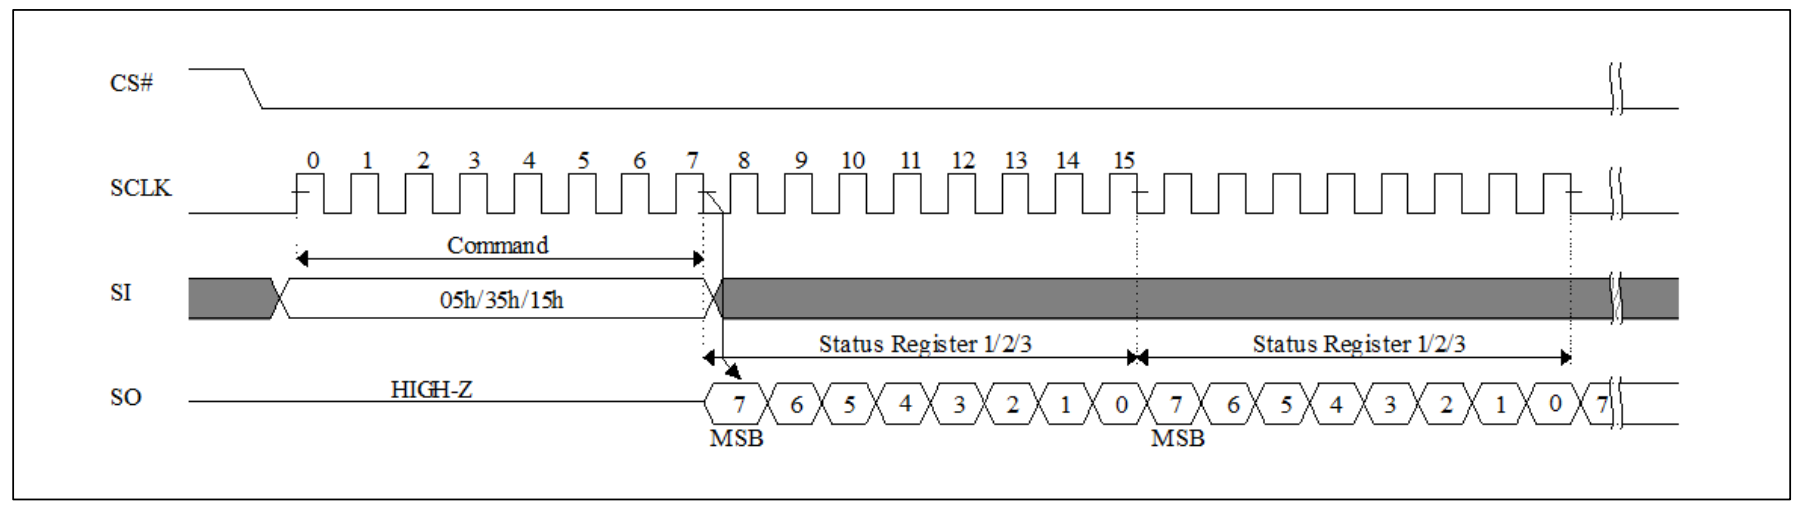 CS#
0 1 2 3 4 5 6 7 8 9 10 11 12 13 14 15
SCLK
Command
SI
05h/35h/15h
Status Register 1/2/3 Status Register 1/2/3
SO
HIGH-Z
7 6 5 4 3 2 1 0 7 6 5 4 3 2 1 0 7
MSB MSB